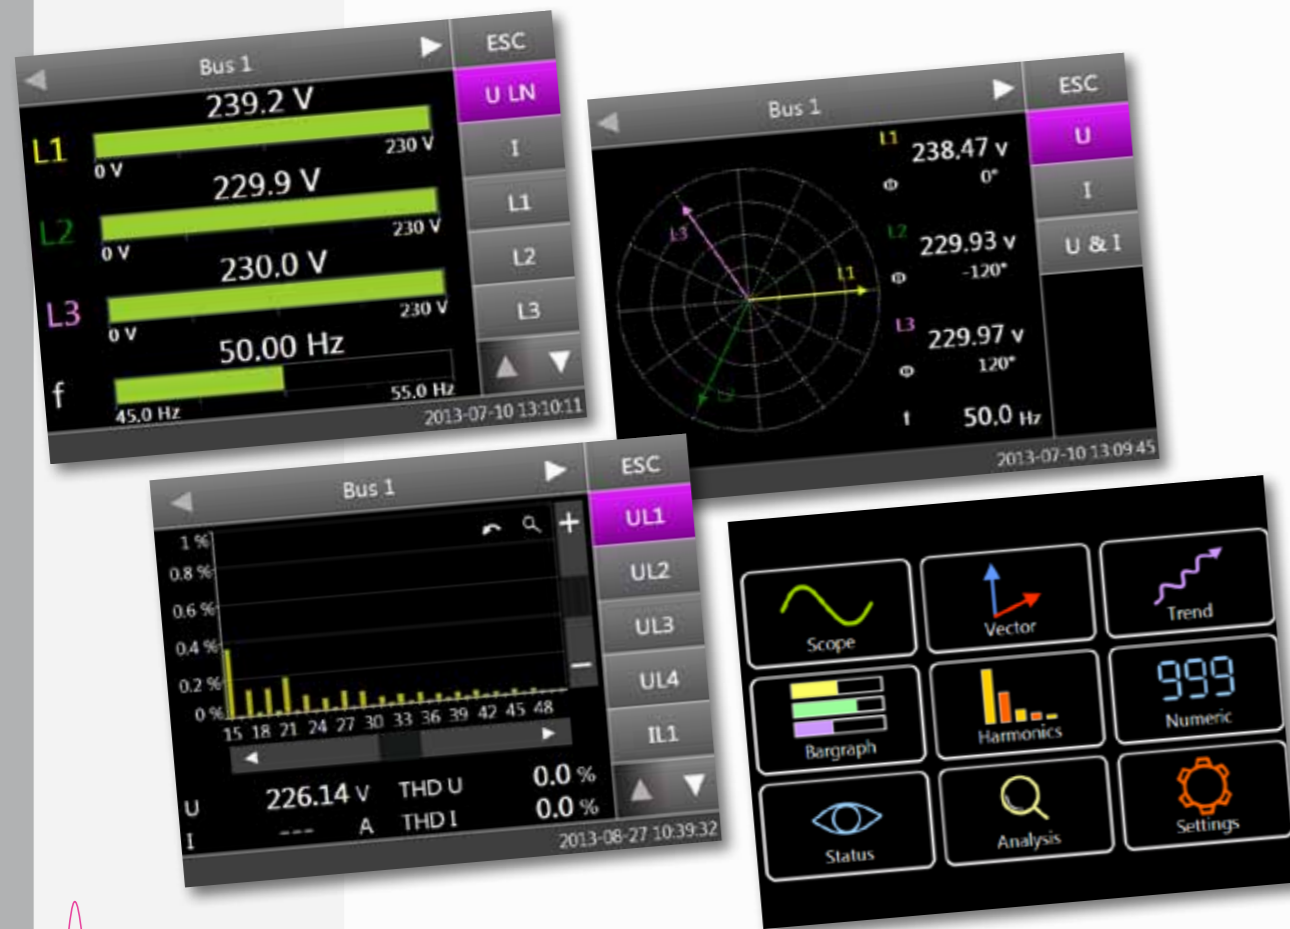 Bus 1
ESC
239.2 V
U LN
L1
0 V
230 V
I
229.9 V
L2
0 V
230 V
L1
230.0 V
L2
L3
0 V
230 V
L3
50.00 Hz
f
45.0 Hz
55.0 Hz
2013-07-10 13:10:11
Bus 1
ESC
L1
238.47 V
U
Φ
0°
I
L3
L2
229.93 V
U & I
L1
Φ
-120°
L3
229.97 V
Φ
120°
L2
f
50.0 Hz
2013-07-10 13:09:45
Bus 1
ESC
1 %
+
UL1
0.8 %
UL2
0.6 %
UL3
0.4 %
−
UL4
0.2 %
0 %
15 18 21 24 27 30 33 36 39 42 45 48
IL1
U
226.14 V
THD U
0.0 %
I
--- A
THD I
0.0 %
2013-08-27 10:39:32
Scope
Vector
Trend
Bargraph
Harmonics
999
Numeric
Status
Analysis
Settings